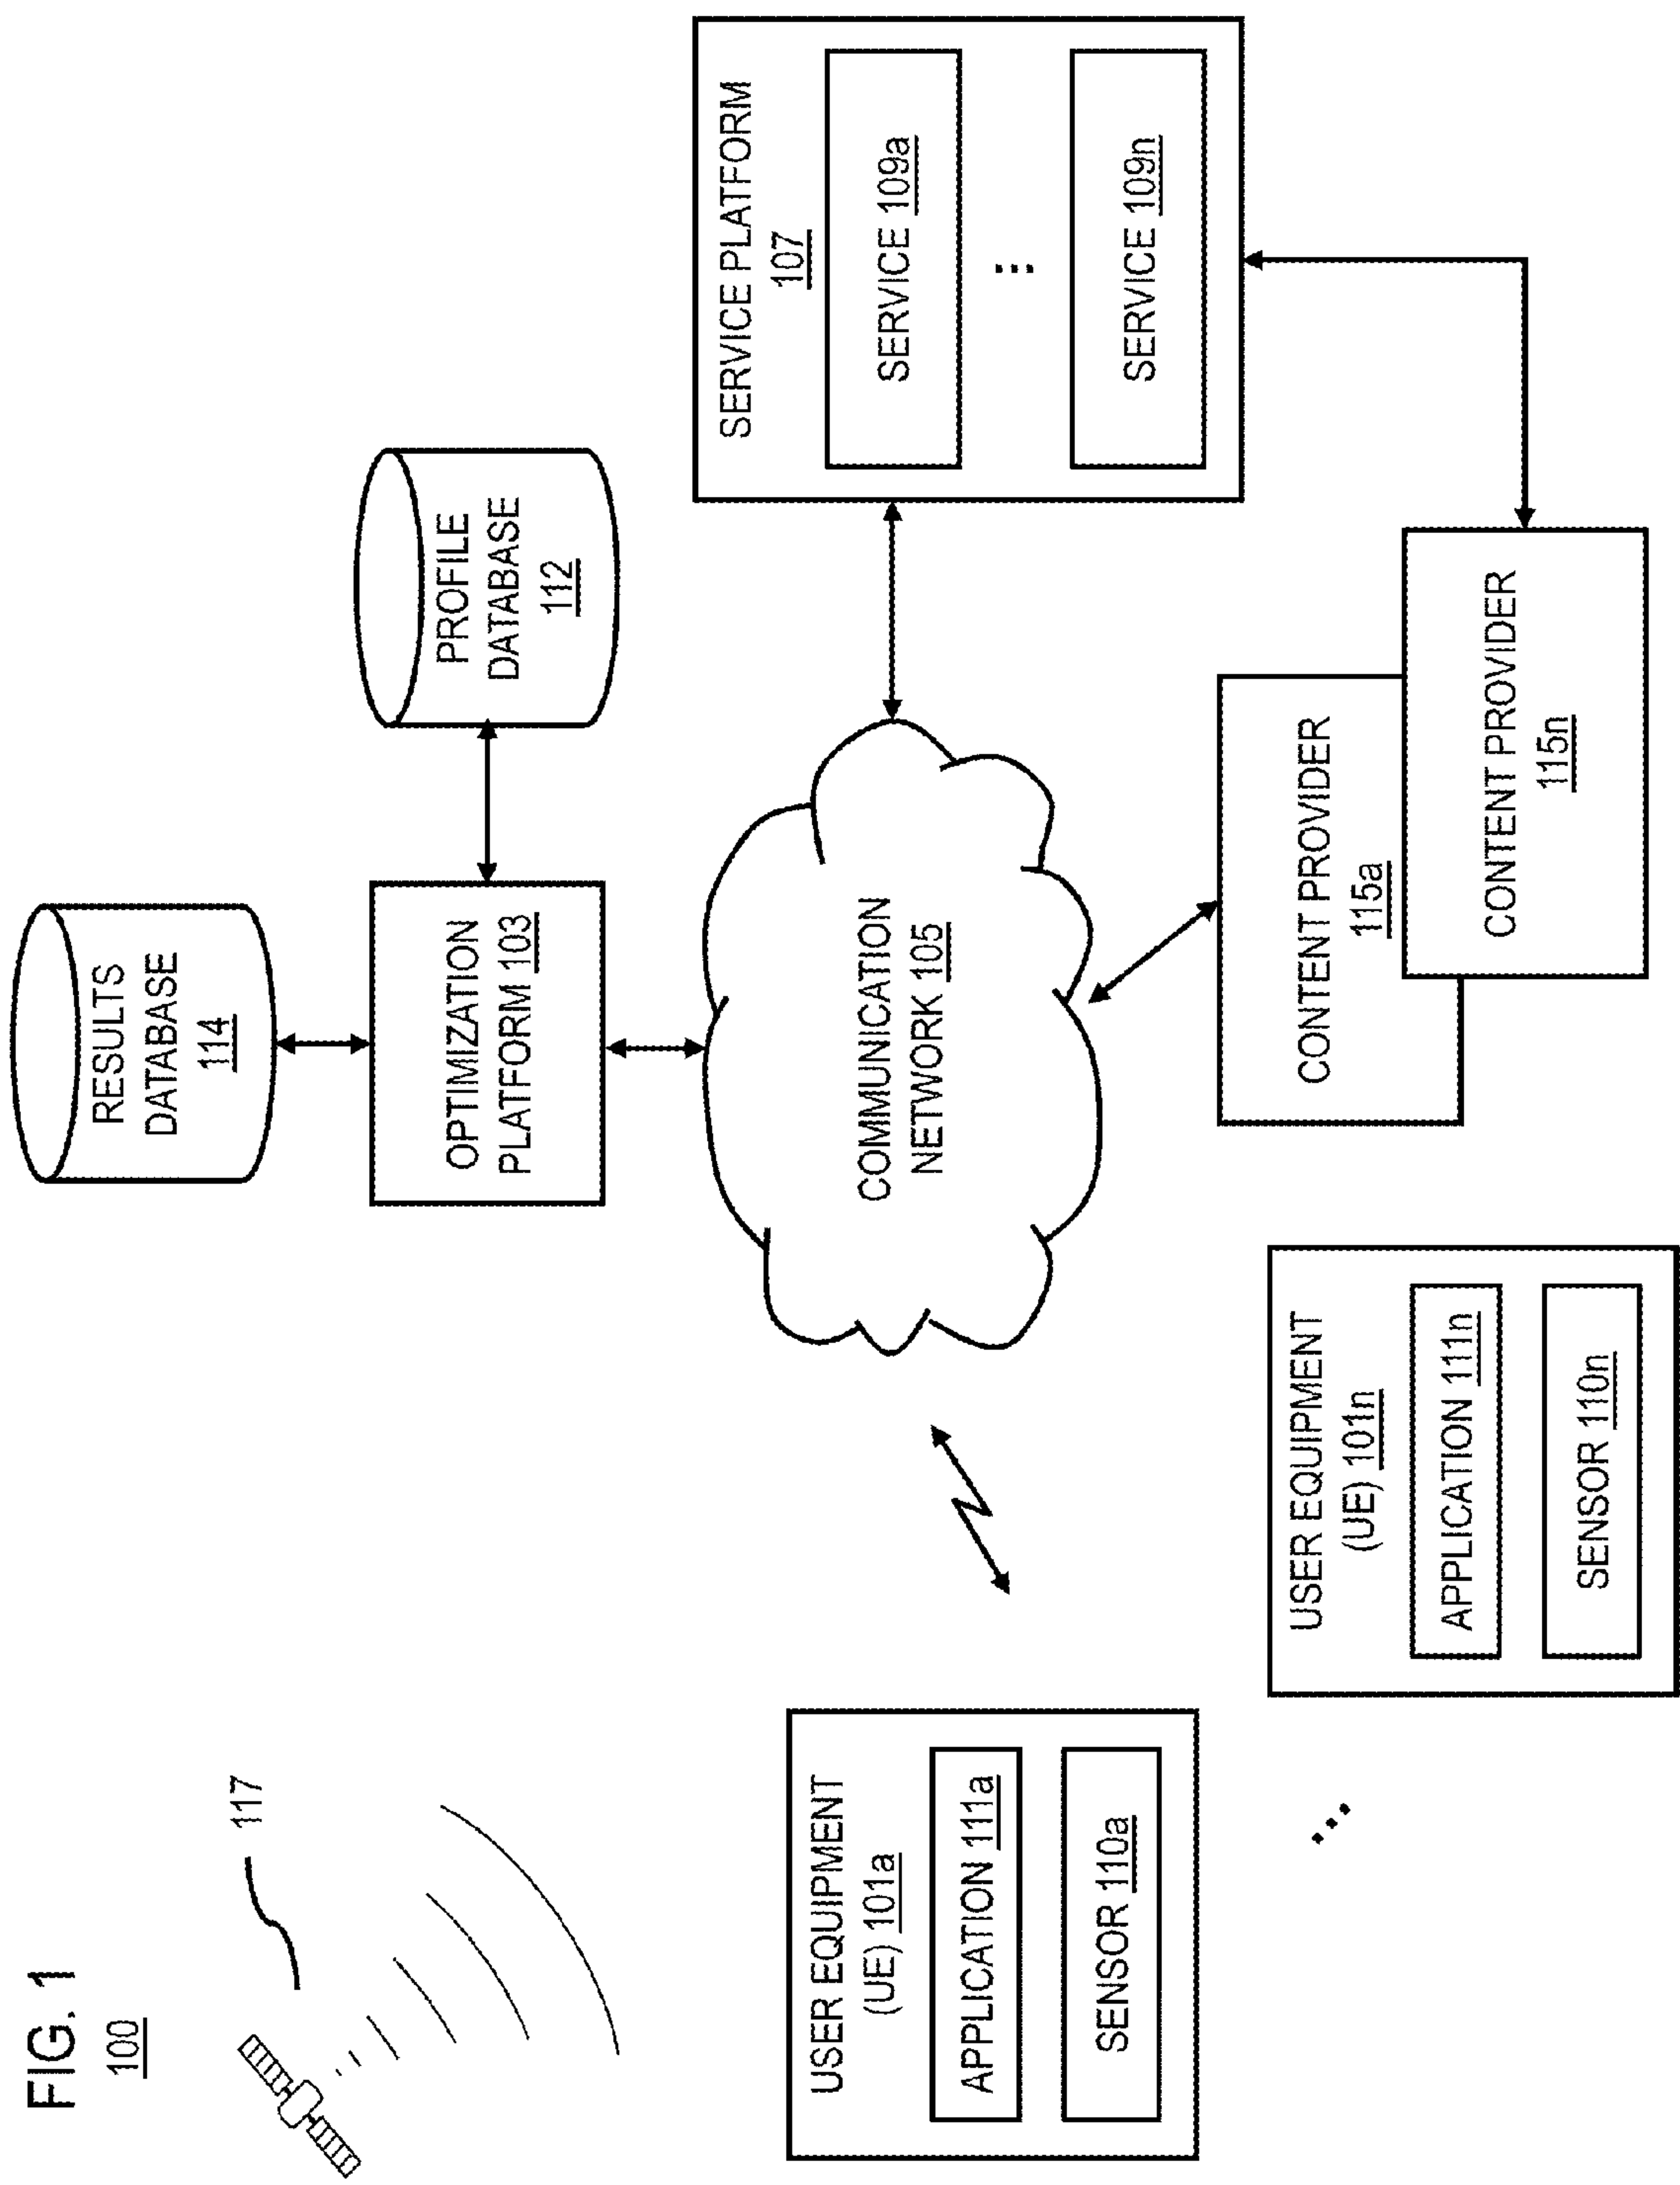 FIG. 1
100
117
RESULTS
DATABASE
114
OPTIMIZATION
PLATFORM 103
PROFILE
DATABASE
112
COMMUNICATION
NETWORK 105
SERVICE PLATFORM
107
SERVICE 109a
...
SERVICE 109n
USER EQUIPMENT
(UE) 101a
APPLICATION 111a
SENSOR 110a
...
USER EQUIPMENT
(UE) 101n
APPLICATION 111n
SENSOR 110n
CONTENT PROVIDER
115a
CONTENT PROVIDER
115n